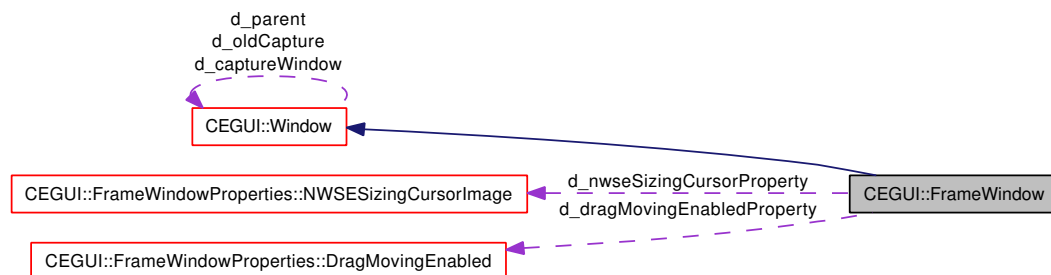 d_parent
d_oldCapture
d_captureWindow
CEGUI::Window
CEGUI::FrameWindowProperties::NWSESizingCursorImage
d_nwseSizingCursorProperty
CEGUI::FrameWindow
d_dragMovingEnabledProperty
CEGUI::FrameWindowProperties::DragMovingEnabled